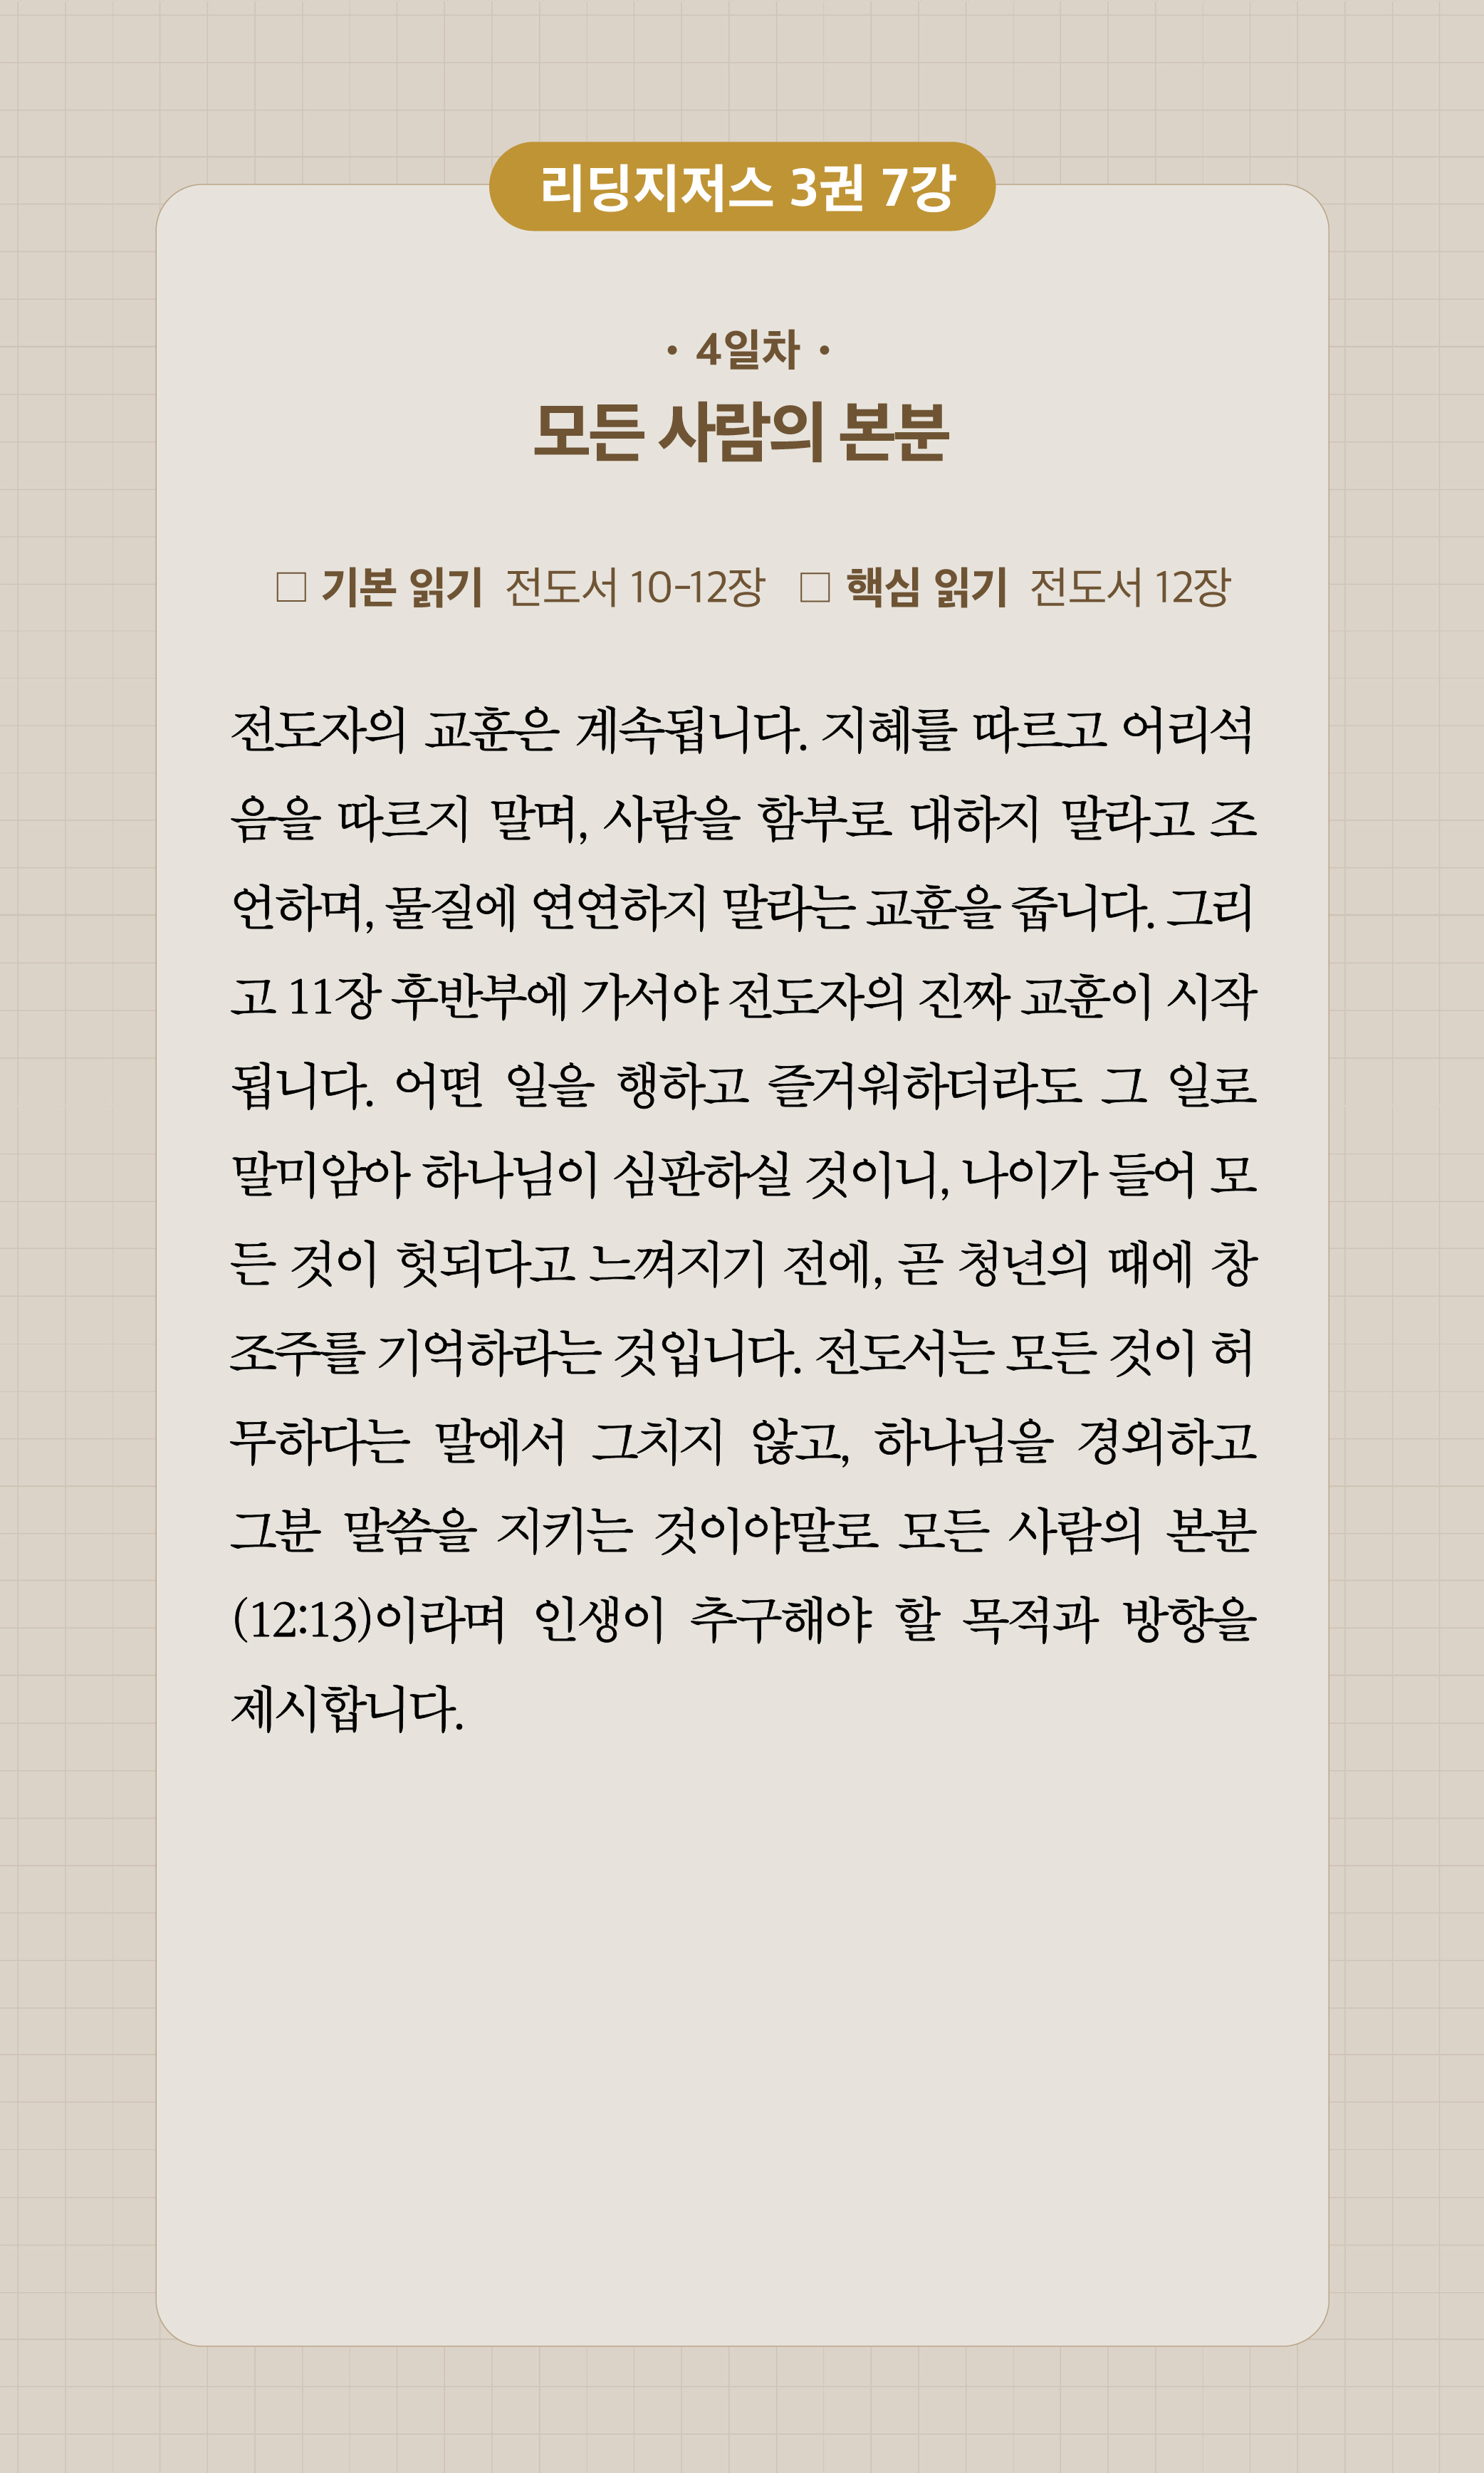 리딩지저스 3권 7강
• 4일차 •
모든 사람의 본분
□ 기본 읽기 전도서 10-12장 □ 핵심 읽기 전도서 12장
전도자의 교훈은 계속됩니다. 지혜를 따르고 어리석
음을 따르지 말며, 사람을 함부로 대하지 말라고 조
언하며, 물질에 연연하지 말라는 교훈을 줍니다. 그리
고 11장 후반부에 가서야 전도자의 진짜 교훈이 시작
됩니다. 어떤 일을 행하고 즐거워하더라도 그 일로
말미암아 하나님이 심판하실 것이니, 나이가 들어 모
든 것이 헛되다고 느껴지기 전에, 곧 청년의 때에 창
조주를 기억하라는 것입니다. 전도서는 모든 것이 허
무하다는 말에서 그치지 않고, 하나님을 경외하고
그분 말씀을 지키는 것이야말로 모든 사람의 본분
(12:13)이라며 인생이 추구해야 할 목적과 방향을
제시합니다.